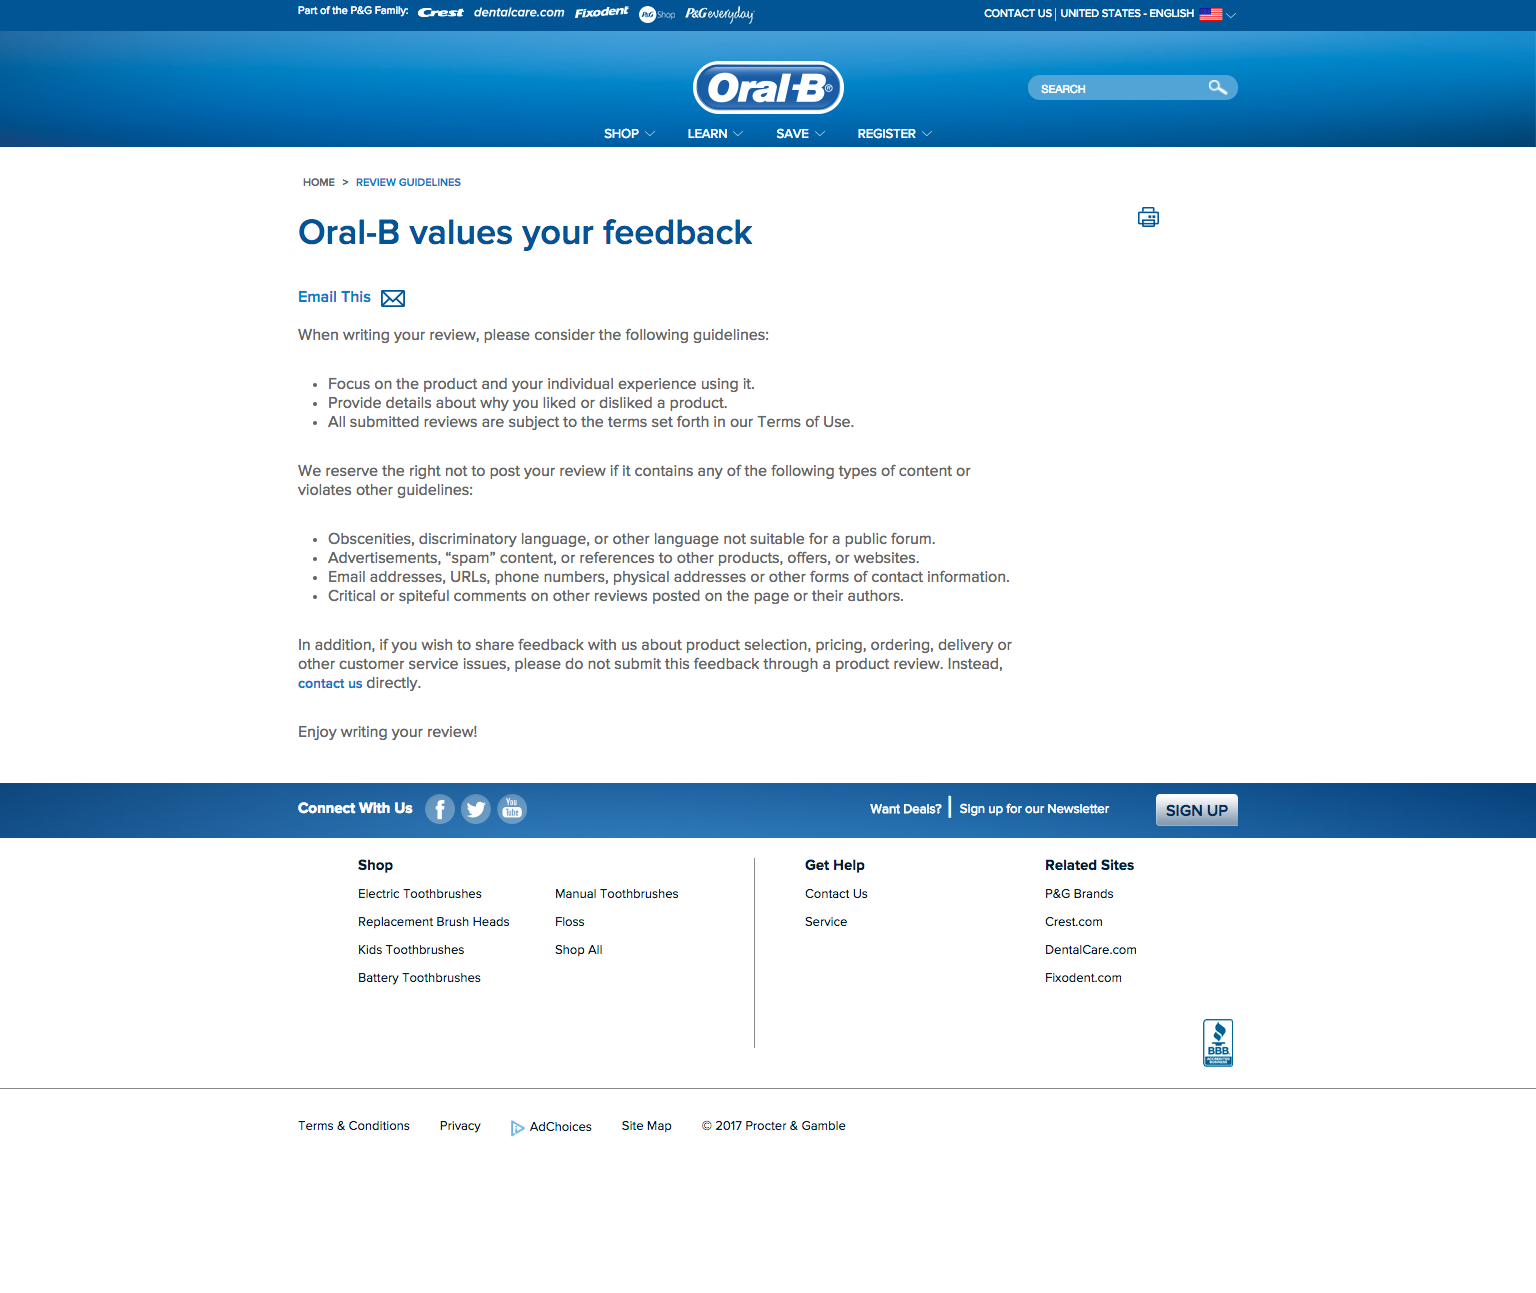 Part of the P&G Family: Crest dentalcare.com Fixodent P&G Shop P&G everyday
CONTACT US | UNITED STATES - ENGLISH
Oral-B®
SEARCH
SHOP LEARN SAVE REGISTER
HOME > REVIEW GUIDELINES
Oral-B values your feedback
Email This
When writing your review, please consider the following guidelines:
• Focus on the product and your individual experience using it.
• Provide details about why you liked or disliked a product.
• All submitted reviews are subject to the terms set forth in our Terms of Use.
We reserve the right not to post your review if it contains any of the following types of content or
violates other guidelines:
• Obscenities, discriminatory language, or other language not suitable for a public forum.
• Advertisements, “spam” content, or references to other products, offers, or websites.
• Email addresses, URLs, phone numbers, physical addresses or other forms of contact information.
• Critical or spiteful comments on other reviews posted on the page or their authors.
In addition, if you wish to share feedback with us about product selection, pricing, ordering, delivery or
other customer service issues, please do not submit this feedback through a product review. Instead,
contact us directly.
Enjoy writing your review!
Connect With Us You Tube
Want Deals? | Sign up for our Newsletter SIGN UP
Shop
Electric Toothbrushes
Replacement Brush Heads
Kids Toothbrushes
Battery Toothbrushes
Manual Toothbrushes
Floss
Shop All
Get Help
Contact Us
Service
Related Sites
P&G Brands
Crest.com
DentalCare.com
Fixodent.com
BBB
ACCREDITED
BUSINESS
Terms & Conditions Privacy AdChoices Site Map © 2017 Procter & Gamble